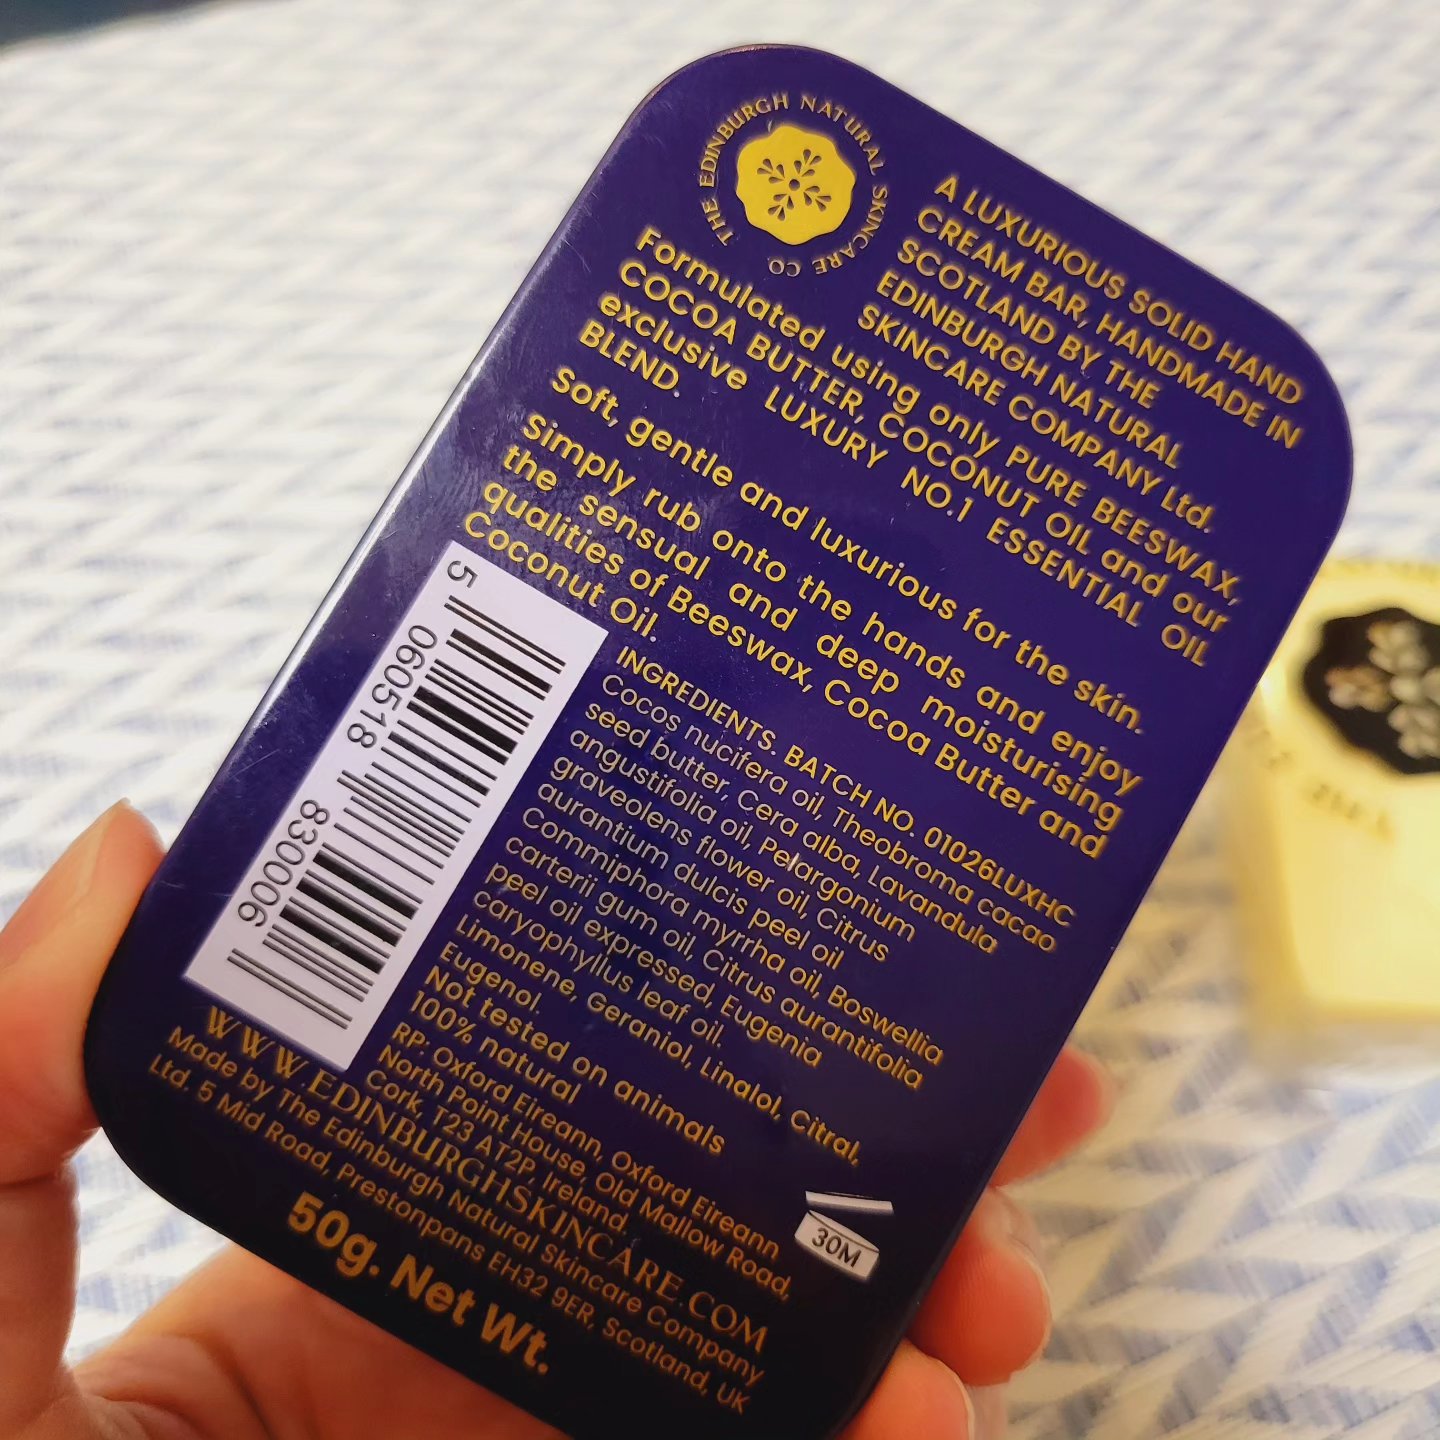 THE EDINBURGH NATURAL SKINCARE CO
A LUXURIOUS SOLID HAND
CREAM BAR, HANDMADE IN
SCOTLAND BY THE
EDINBURGH NATURAL
SKINCARE COMPANY Ltd.
Formulated using only PURE BEESWAX,
COCOA BUTTER, COCONUT OIL and our
exclusive LUXURY NO.1 ESSENTIAL OIL
BLEND.
Soft, gentle and luxurious for the skin.
Simply rub onto the hands and enjoy
the sensual and deep moisturising
qualities of Beeswax, Cocoa Butter and
Coconut Oil.
INGREDIENTS. BATCH NO. 01026LUXHC
Cocos nucifera oil, Theobroma cacao
seed butter, Cera alba, Lavandula
angustifolia oil, Pelargonium
graveolens flower oil, Citrus
aurantium dulcis peel oil
Commiphora myrrha oil, Boswellia
carterii gum oil, Citrus aurantifolia
peel oil expressed, Eugenia
caryophyllus leaf oil.
Limonene, Geraniol, Linalol, Citral,
Eugenol.
Not tested on animals
100% natural
RP: Oxford Eireann, Oxford Eireann
North Point House, Old Mallow Road,
Cork, T23 AT2P, Ireland.
30M
5 060518 830006
WWW.EDINBURGHSKINCARE.COM
Made by The Edinburgh Natural Skincare Company
Ltd. 5 Mid Road, Prestonpans EH32 9ER, Scotland, UK
50g. Net Wt.